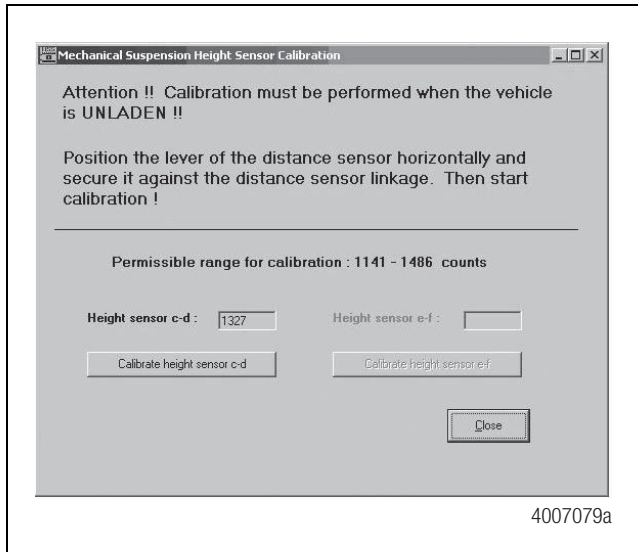 Mechanical Suspension Height Sensor Calibration
Attention !! Calibration must be performed when the vehicle
is UNLADEN !!
Position the lever of the distance sensor horizontally and
secure it against the distance sensor linkage. Then start
calibration !
Permissible range for calibration : 1141 - 1486 counts
Height sensor c-d : 1327 Height sensor e-f :
Calibrate height sensor c-d Calibrate height sensor e-f
Close
4007079a